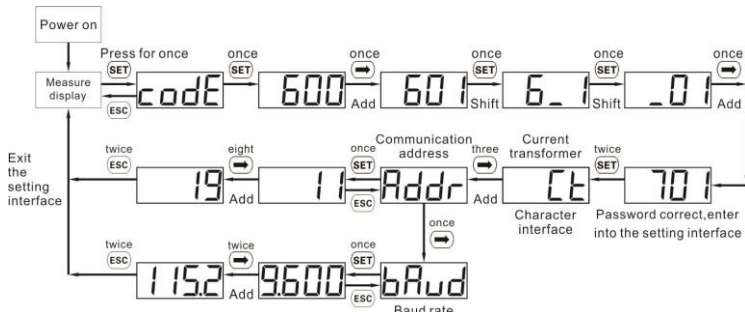 Power on
Press for once
once
once
once
once
once
SET
SET
➡
SET
SET
➡
Measure
display
ESC
codE
600
Add
601
Shift
6_1
Shift
_01
Add
Exit
the
setting
interface
twice
ESC
19
eight
➡
Add
11
once
SET
ESC
Communication
address
Addr
three
➡
Add
Current
transformer
Ct
Character
interface
twice
SET
701
Password correct,enter
into the setting interface
once
➡
twice
ESC
115.2
twice
➡
Add
9.600
once
SET
ESC
bAud
Baud rate